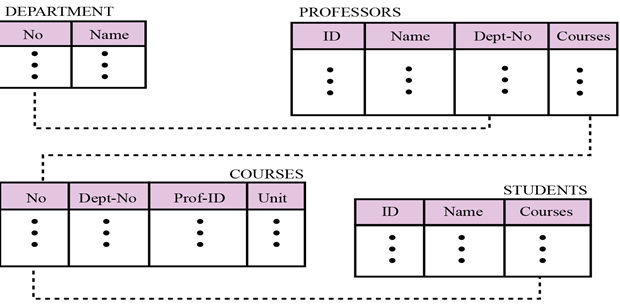 DEPARTMENT
No Name
PROFESSORS
ID Name Dept-No Courses
COURSES
No Dept-No Prof-ID Unit
STUDENTS
ID Name Courses